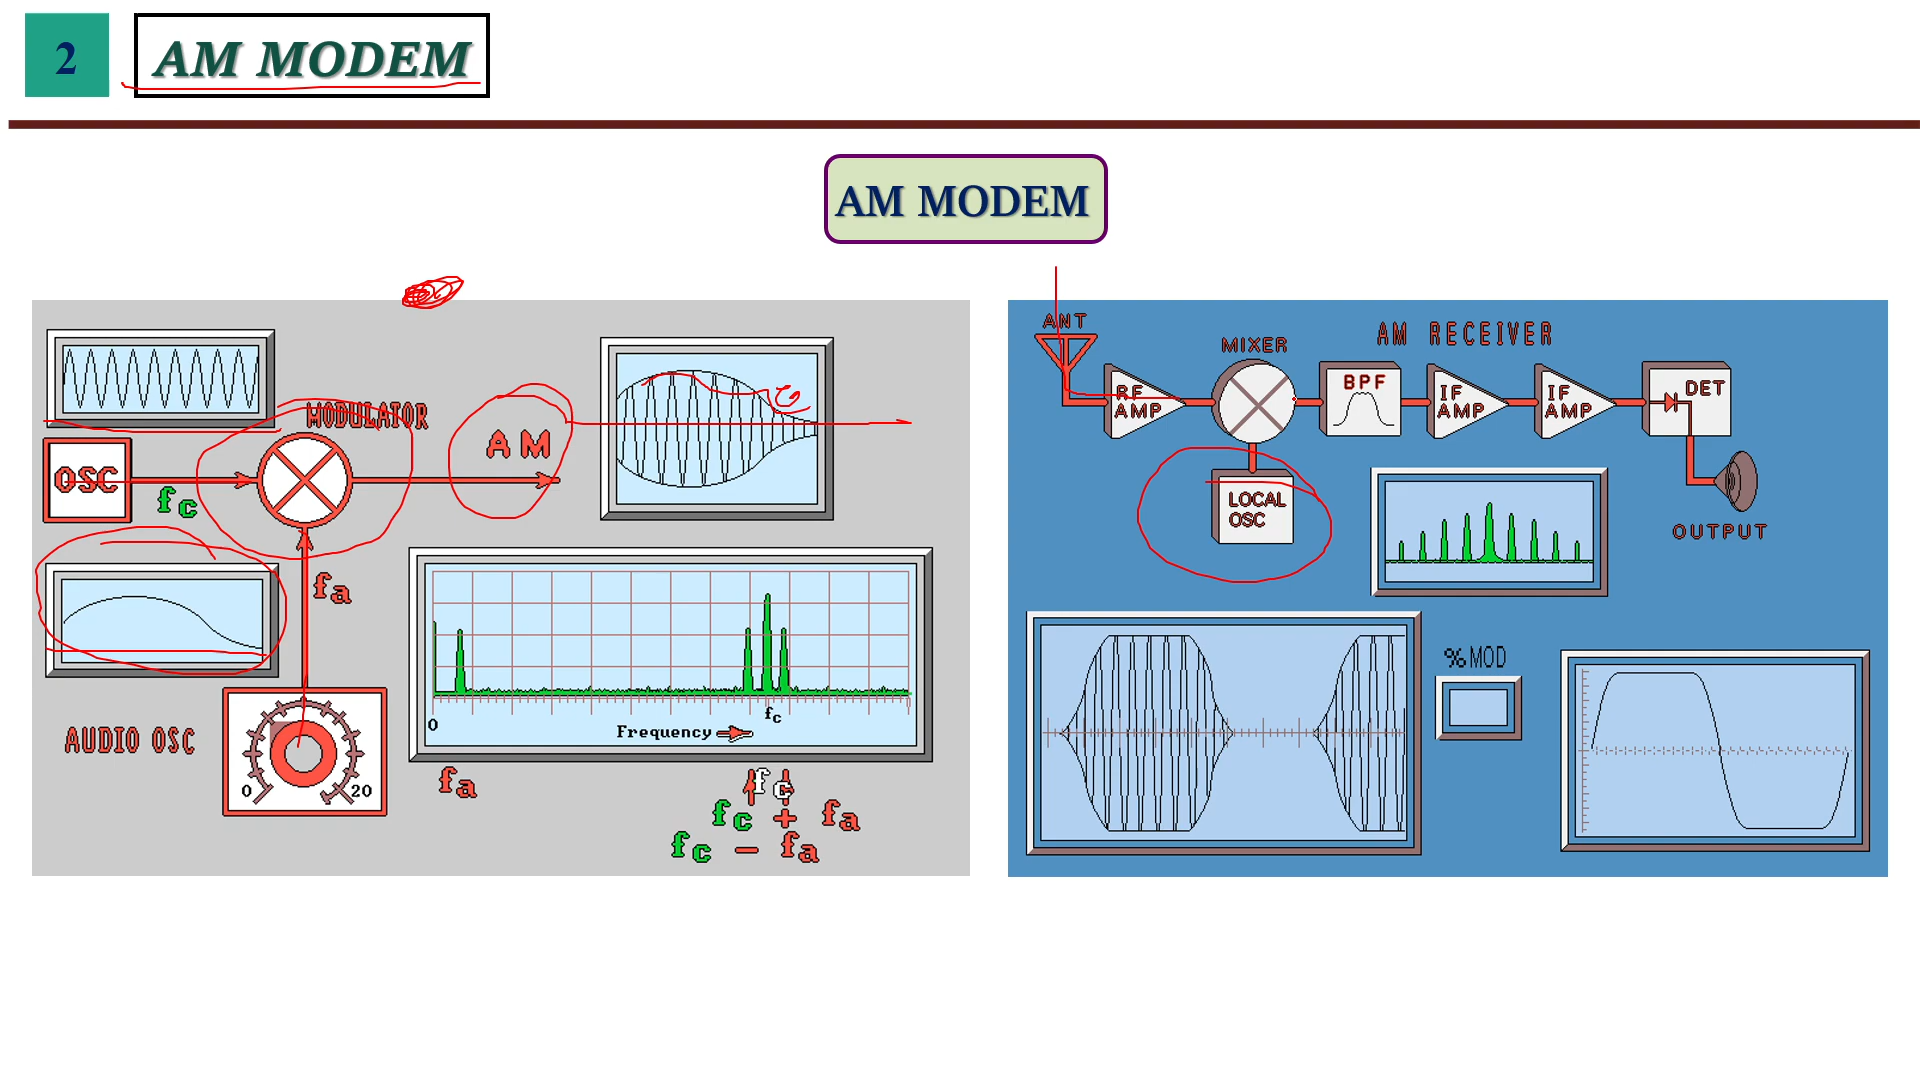 2
AM MODEM
AM MODEM
MODULATOR
OSC
fc
AM
fa
AUDIO OSC
0
20
0
fc
Frequency
fa
fc
fc + fa
fc - fa
ANT
AM RECEIVER
MIXER
RF AMP
BPF
IF AMP
IF AMP
DET
LOCAL
OSC
OUTPUT
%MOD